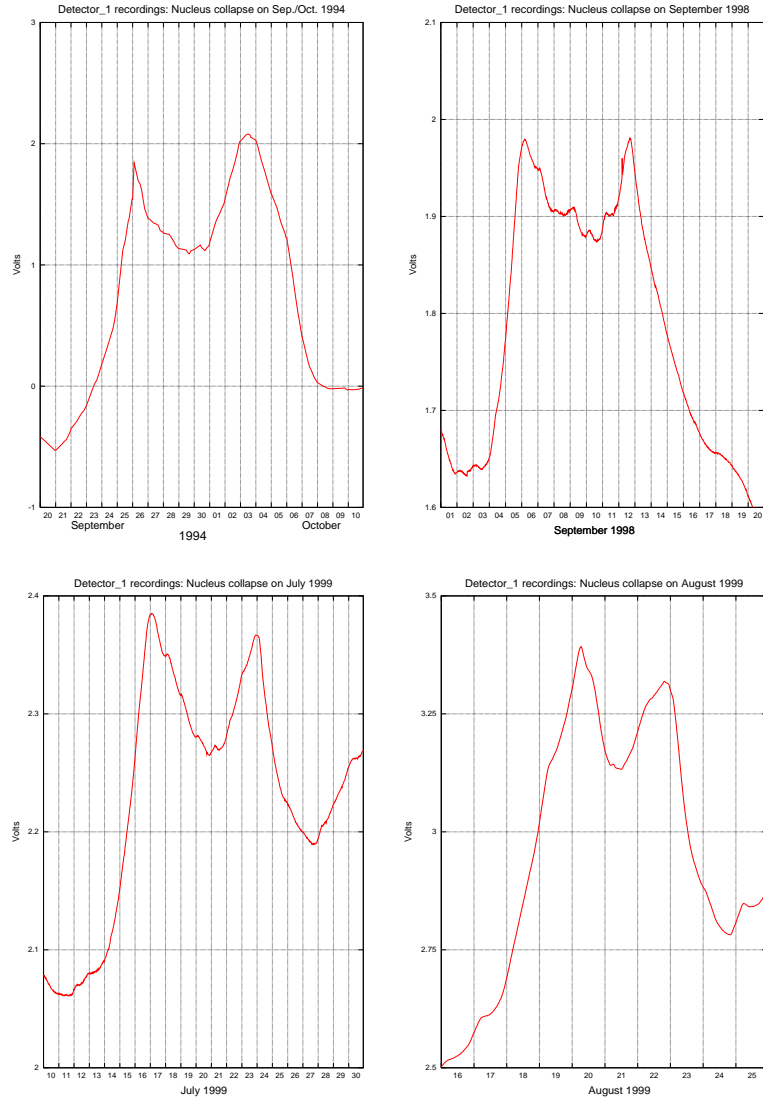 Detector_1 recordings: Nucleus collapse on Sep./Oct. 1994
3
2
1
0
-1
Volts
20 21 22 23 24 25 26 27 28 29 30 01 02 03 04 05 06 07 08 09 10
September October
1994
Detector_1 recordings: Nucleus collapse on September 1998
2.1
2
1.9
1.8
1.7
1.6
Volts
01 02 03 04 05 06 07 08 09 10 11 12 13 14 15 16 17 18 19 20
September 1998
Detector_1 recordings: Nucleus collapse on July 1999
2.4
2.3
2.2
2.1
2
Volts
10 11 12 13 14 15 16 17 18 19 20 21 22 23 24 25 26 27 28 29 30
July 1999
Detector_1 recordings: Nucleus collapse on August 1999
3.5
3.25
3
2.75
2.5
Volts
16 17 18 19 20 21 22 23 24 25
August 1999